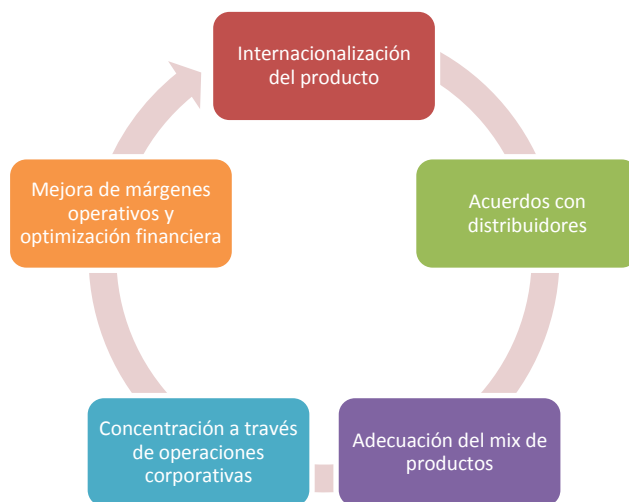 Internacionalización
del producto
Acuerdos con
distribuidores
Adecuación del mix de
productos
Concentración a través
de operaciones
corporativas
Mejora de márgenes
operativos y
optimización financiera